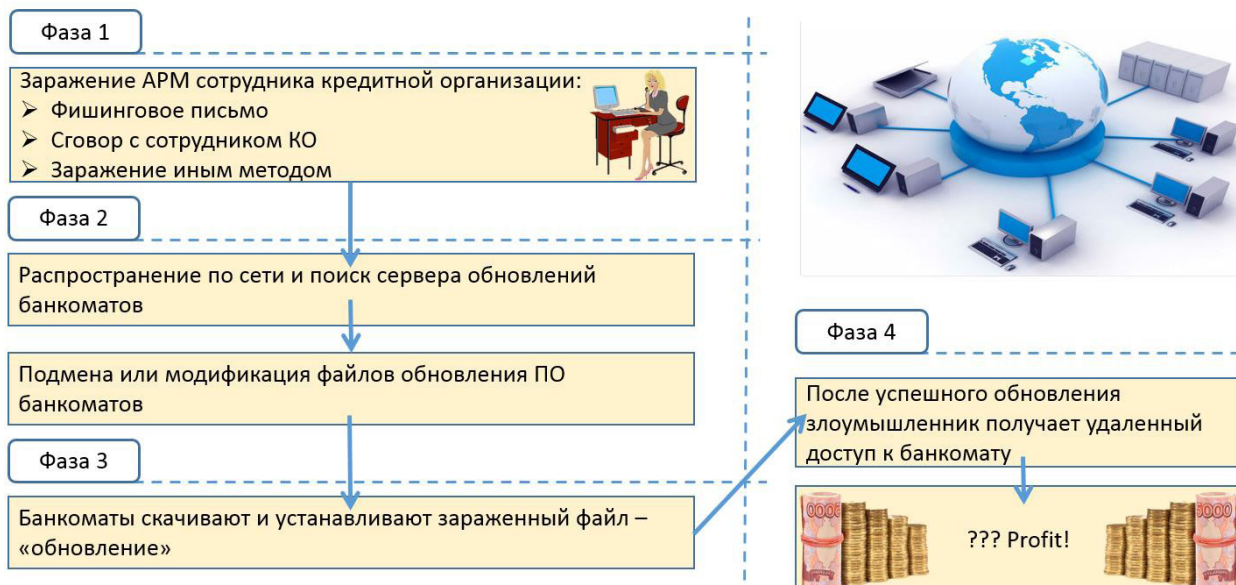 Фаза 1
Заражение АРМ сотрудника кредитной организации:
➢ Фишинговое письмо
➢ Сговор с сотрудником КО
➢ Заражение иным методом
Фаза 2
Распространение по сети и поиск сервера обновлений
банкоматов
Подмена или модификация файлов обновления ПО
банкоматов
Фаза 3
Банкоматы скачивают и устанавливают зараженный файл –
«обновление»
Фаза 4
После успешного обновления
злоумышленник получает удаленный
доступ к банкомату
??? Profit!